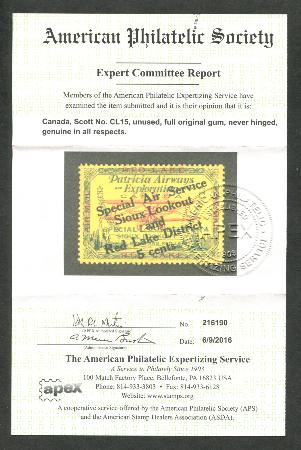 American Philatelic Society
Expert Committee Report
Members of the American Philatelic Expertizing Service have
examined the item submitted and it is their opinion that it is:
Canada, Scott No. CL15, unused, full original gum, never hinged,
genuine in all respects.
Patricia Airways
and Exploration
Special Air Service
Sioux Lookout
and
Red Lake District
5 cents
APEX
1903
No. 216190
(Administrative Signature)
Date: 6/9/2016
The American Philatelic Expertizing Service
A Service to Philately Since 1903
100 Match Factory Place, Bellefonte, PA 16823 USA
Phone: 814-933-3803 • Fax: 814-933-6128
Website: www.stamps.org
apex
A cooperative service offered by the American Philatelic Society (APS)
and the American Stamp Dealers Association (ASDA).